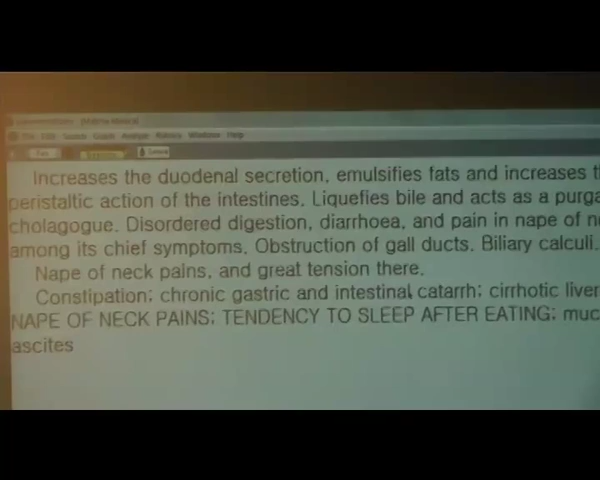 Help
Increases the duodenal secretion, emulsifies fats and increases
peristaltic action of the intestines. Liquefies bile and acts as a
cholagogue. Disordered digestion, diarrhoea, and pain in nape of
among its chief symptoms. Obstruction of gall ducts. Biliary calculi.
Nape of neck pains, and great tension there.
Constipation; chronic gastric and intestinal catarrh; cirrhotic liver
NAPE OF NECK PAINS; TENDENCY TO SLEEP AFTER EATING;
ascites